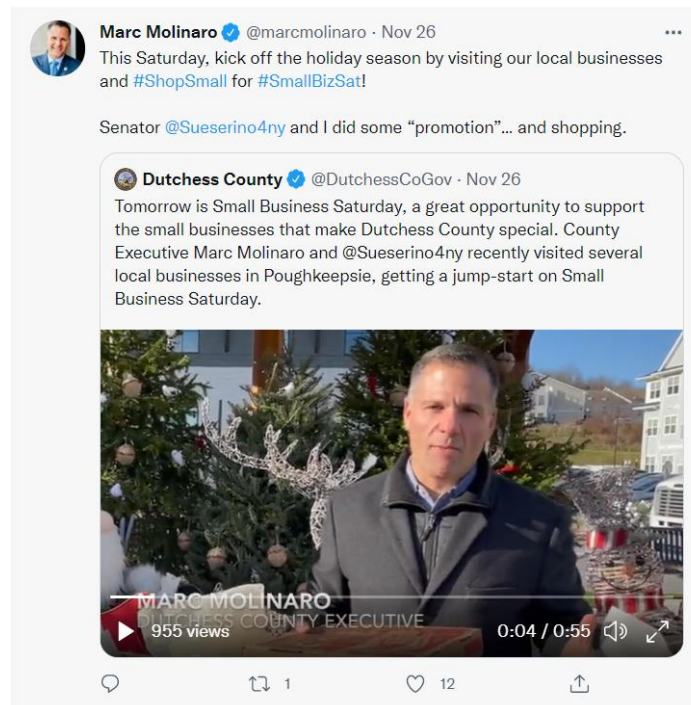 Marc Molinaro @marcmolinaro · Nov 26
This Saturday, kick off the holiday season by visiting our local businesses
and #ShopSmall for #SmallBizSat!
Senator @Sueserino4ny and I did some “promotion”... and shopping.
Dutchess County @DutchessCoGov · Nov 26
Tomorrow is Small Business Saturday, a great opportunity to support
the small businesses that make Dutchess County special. County
Executive Marc Molinaro and @Sueserino4ny recently visited several
local businesses in Poughkeepsie, getting a jump-start on Small
Business Saturday.
MARC MOLINARO
DUTCHESS COUNTY EXECUTIVE
955 views 0:04 / 0:55
1 12